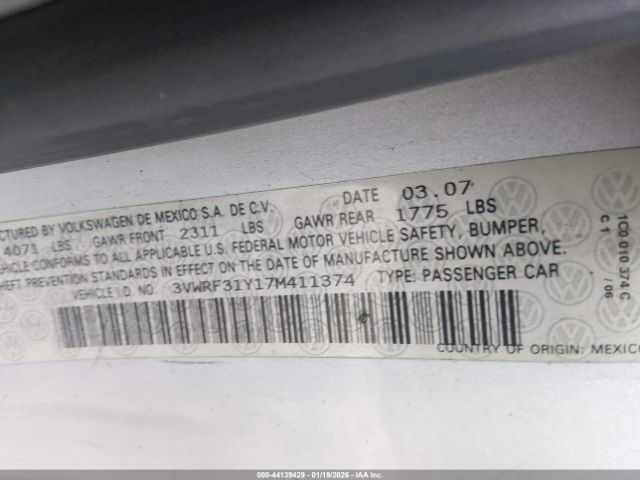 CTURED BY VOLKSWAGEN DE MEXICO S.A. DE C.V. DATE 03.07
4071 LBS GAWR FRONT 2311 LBS GAWR REAR 1775 LBS
VEHICLE CONFORMS TO ALL APPLICABLE U.S. FEDERAL MOTOR VEHICLE SAFETY, BUMPER,
HEFT PREVENTION STANDARDS IN EFFECT ON THE DATE OF MANUFACTURE SHOWN ABOVE.
VEHICLE I.D. NO. 3VWRF31Y17M411374 TYPE: PASSENGER CAR
COUNTRY OF ORIGIN: MEXICO
1C0 010 374 C
C1 /06
000-44139429 - 01/19/2026 - IAA Inc.